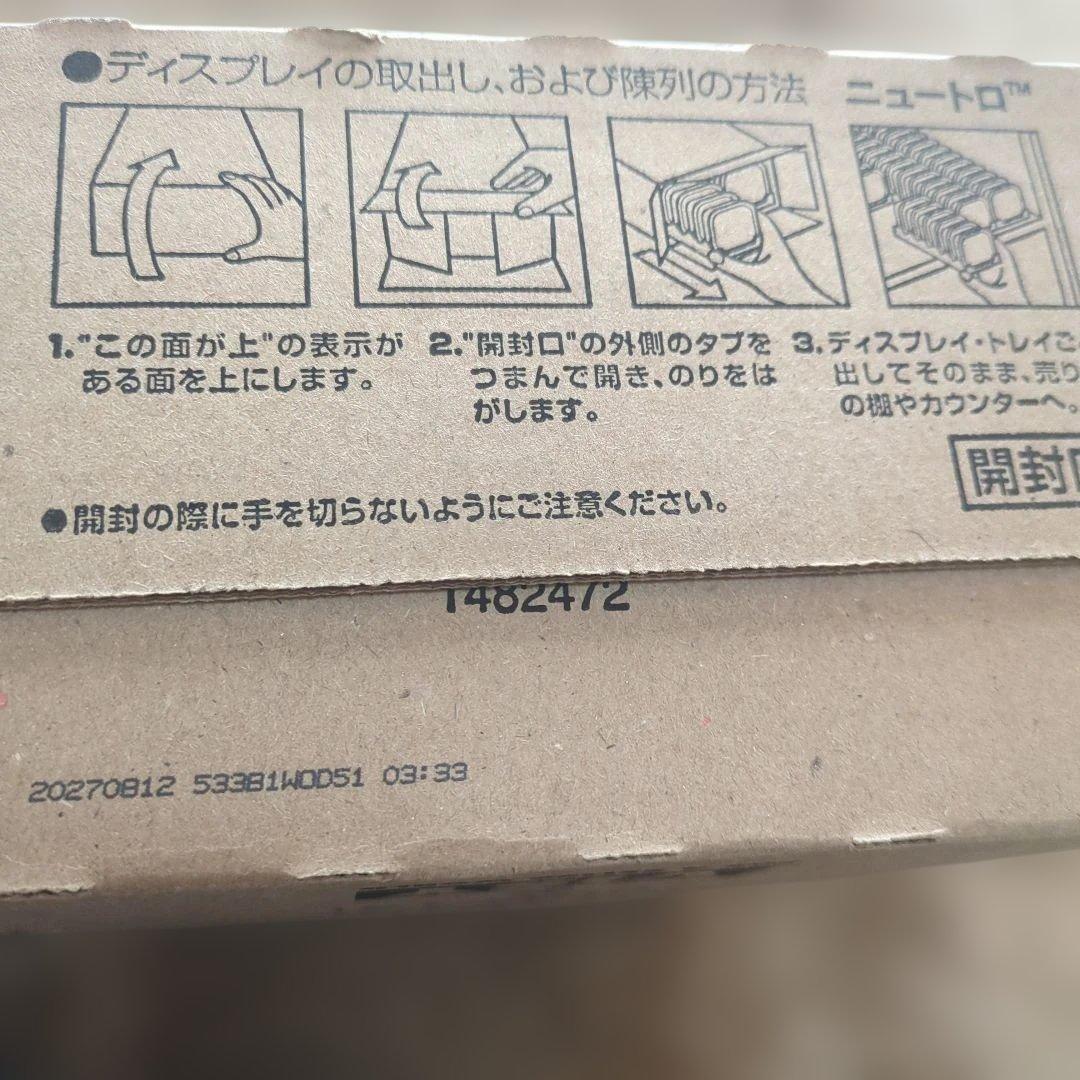 ●ディスプレイの取出し、および陳列の方法 ニュートロ™
1."この面が上"の表示が
ある面を上にします。
2."開封口"の外側のタブを
つまんで開き、のりをは
がします。
3.ディスプレイ・トレイご
出してそのまま、売り
の棚やカウンターへ。
開封口
●開封の際に手を切らないようにご注意ください。
1482472
20270812 533B1W0D51 03:33